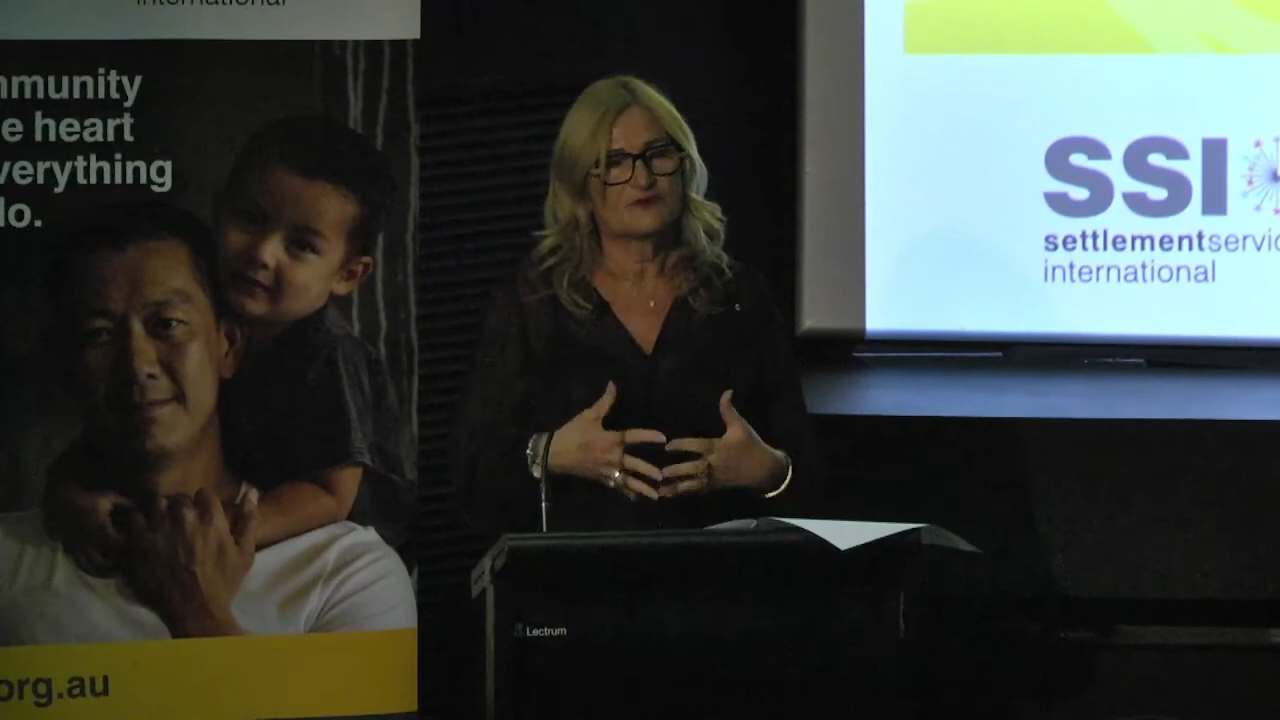 international
mmunity
e heart
verything
do.
org.au
SSI
settlementservic
international
Lectrum